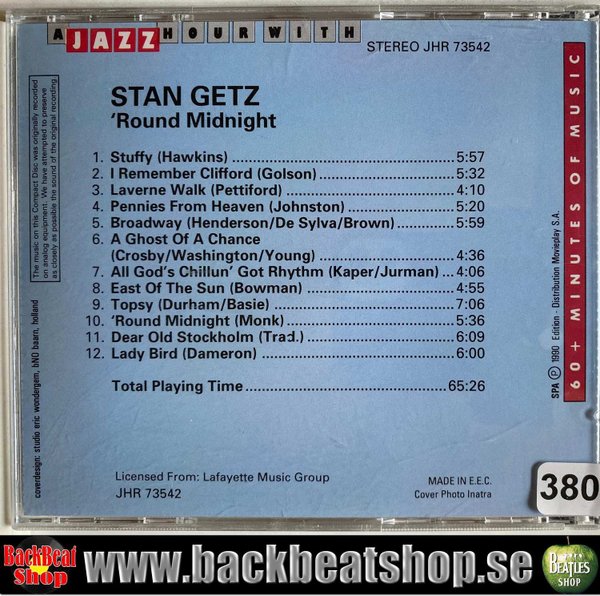 A JAZZ HOUR WITH
STEREO JHR 73542
STAN GETZ
'Round Midnight
1. Stuffy (Hawkins) 5:57
2. I Remember Clifford (Golson) 5:32
3. Laverne Walk (Pettiford) 4:10
4. Pennies From Heaven (Johnston) 5:20
5. Broadway (Henderson/De Sylva/Brown) 5:59
6. A Ghost Of A Chance
(Crosby/Washington/Young) 4:36
7. All God's Chillun' Got Rhythm (Kaper/Jurman) 4:06
8. East Of The Sun (Bowman) 4:55
9. Topsy (Durham/Basie) 7:06
10. 'Round Midnight (Monk) 5:36
11. Dear Old Stockholm (Trad.) 6:09
12. Lady Bird (Dameron) 6:00
Total Playing Time 65:26
Licensed From: Lafayette Music Group
JHR 73542
MADE IN E.E.C.
Cover Photo Inatra
The music on this Compact Disc was originally recorded
on analog equipment. We have attempted to preserve
as closely as possible the sound of the original recording.
coverdesign: studio eric wondergem, bNO baarn, holland
60+ MINUTES OF MUSIC
SPA Ⓟ 1990 Edition - Distribution Movieplay S.A.
380
BackBeat
Shop
www.backbeatshop.se
THE
BEATLES
SHOP